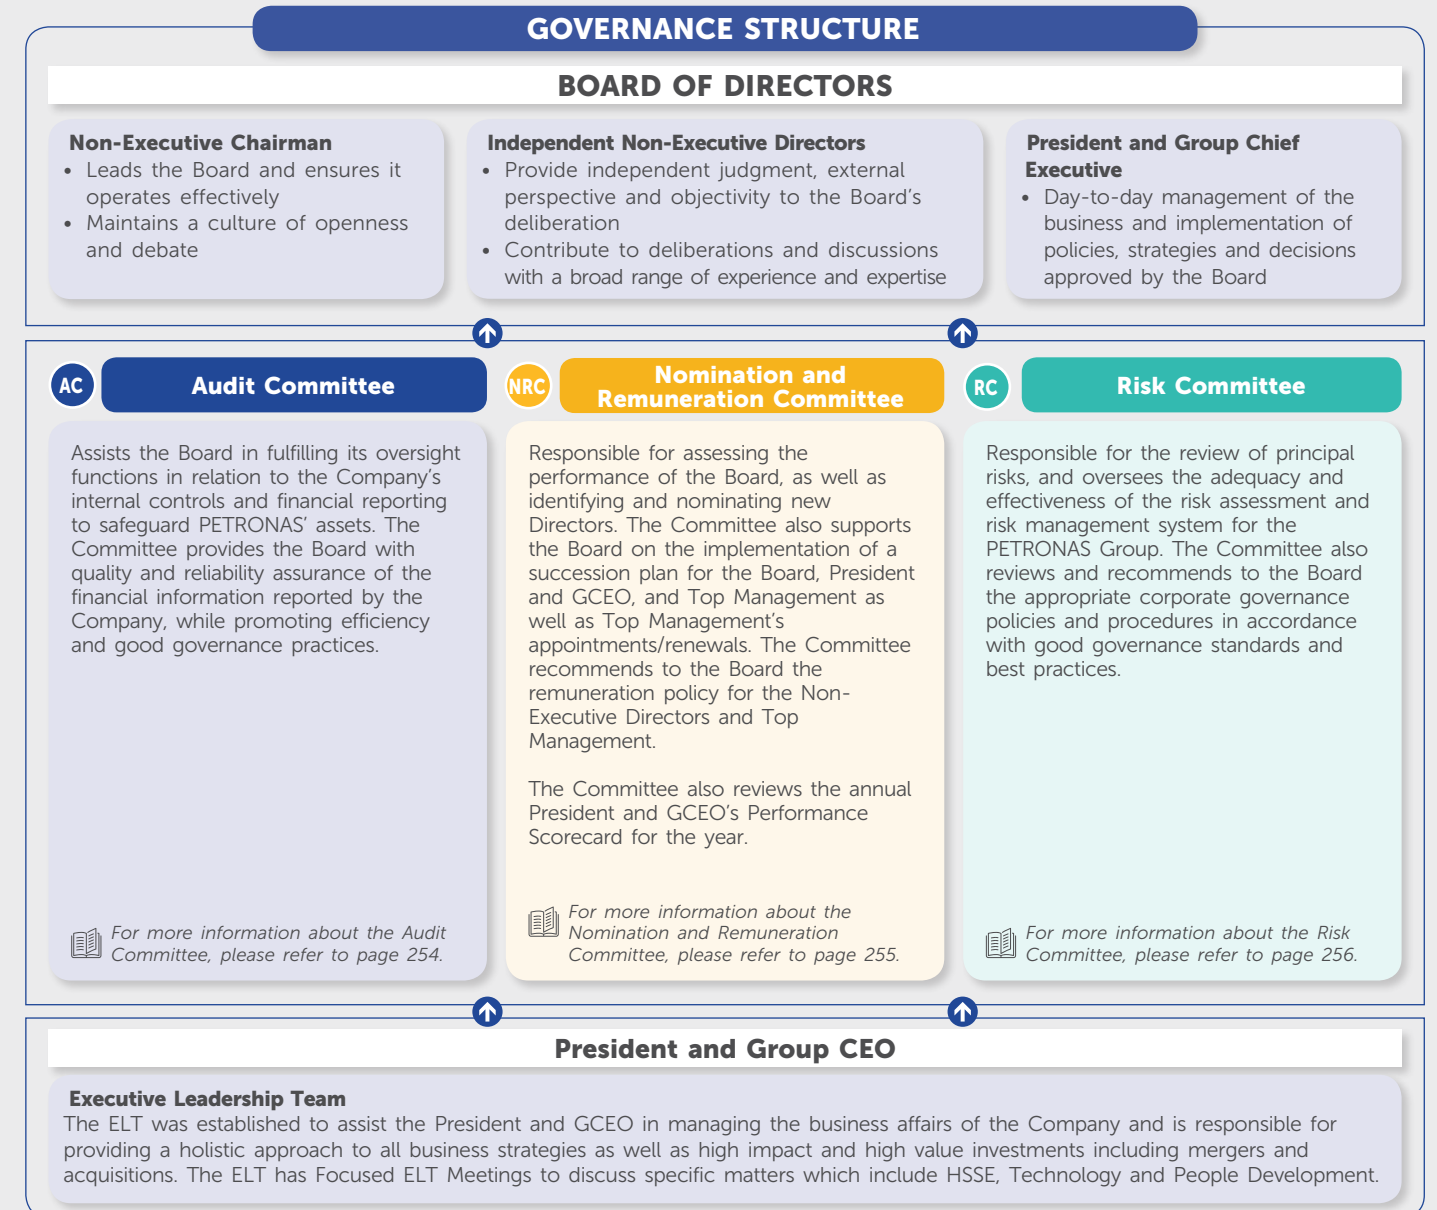 GOVERNANCE STRUCTURE
BOARD OF DIRECTORS
Non-Executive Chairman
• Leads the Board and ensures it
operates effectively
• Maintains a culture of openness
and debate
Independent Non-Executive Directors
• Provide independent judgment, external
perspective and objectivity to the Board's
deliberation
• Contribute to deliberations and discussions
with a broad range of experience and expertise
President and Group Chief
Executive
• Day-to-day management of the
business and implementation of
policies, strategies and decisions
approved by the Board
AC
Audit Committee
Assists the Board in fulfilling its oversight
functions in relation to the Company's
internal controls and financial reporting
to safeguard PETRONAS' assets. The
Committee provides the Board with
quality and reliability assurance of the
financial information reported by the
Company, while promoting efficiency
and good governance practices.
For more information about the Audit
Committee, please refer to page 254.
NRC
Nomination and
Remuneration Committee
Responsible for assessing the
performance of the Board, as well as
identifying and nominating new
Directors. The Committee also supports
the Board on the implementation of a
succession plan for the Board, President
and GCEO, and Top Management as
well as Top Management's
appointments/renewals. The Committee
recommends to the Board the
remuneration policy for the Non-
Executive Directors and Top
Management.
The Committee also reviews the annual
President and GCEO's Performance
Scorecard for the year.
For more information about the
Nomination and Remuneration
Committee, please refer to page 255.
RC
Risk Committee
Responsible for the review of principal
risks, and oversees the adequacy and
effectiveness of the risk assessment and
risk management system for the
PETRONAS Group. The Committee also
reviews and recommends to the Board
the appropriate corporate governance
policies and procedures in accordance
with good governance standards and
best practices.
For more information about the Risk
Committee, please refer to page 256.
President and Group CEO
Executive Leadership Team
The ELT was established to assist the President and GCEO in managing the business affairs of the Company and is responsible for
providing a holistic approach to all business strategies as well as high impact and high value investments including mergers and
acquisitions. The ELT has Focused ELT Meetings to discuss specific matters which include HSSE, Technology and People Development.